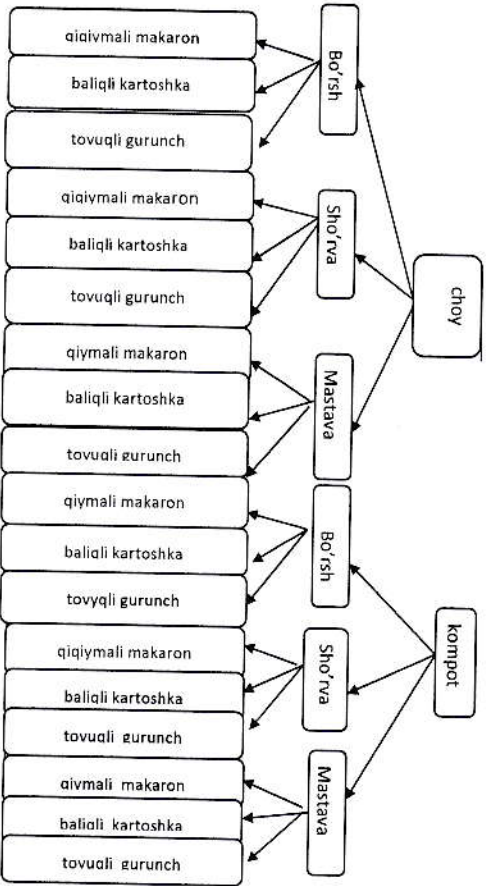 choy
kompot
Bo'rsh
Sho'rva
Mastava
Bo'rsh
Sho'rva
Mastava
qiqiymali makaron
baliqli kartoshka
tovuqli gurunch
qiqiymali makaron
baliqli kartoshka
tovuqli gurunch
qiymali makaron
baliqli kartoshka
tovuqli gurunch
qiymali makaron
baliqli kartoshka
tovyqli gurunch
qiqiymali makaron
baliqli kartoshka
tovuqli gurunch
qiymali makaron
baliqli kartoshka
tovuqli gurunch